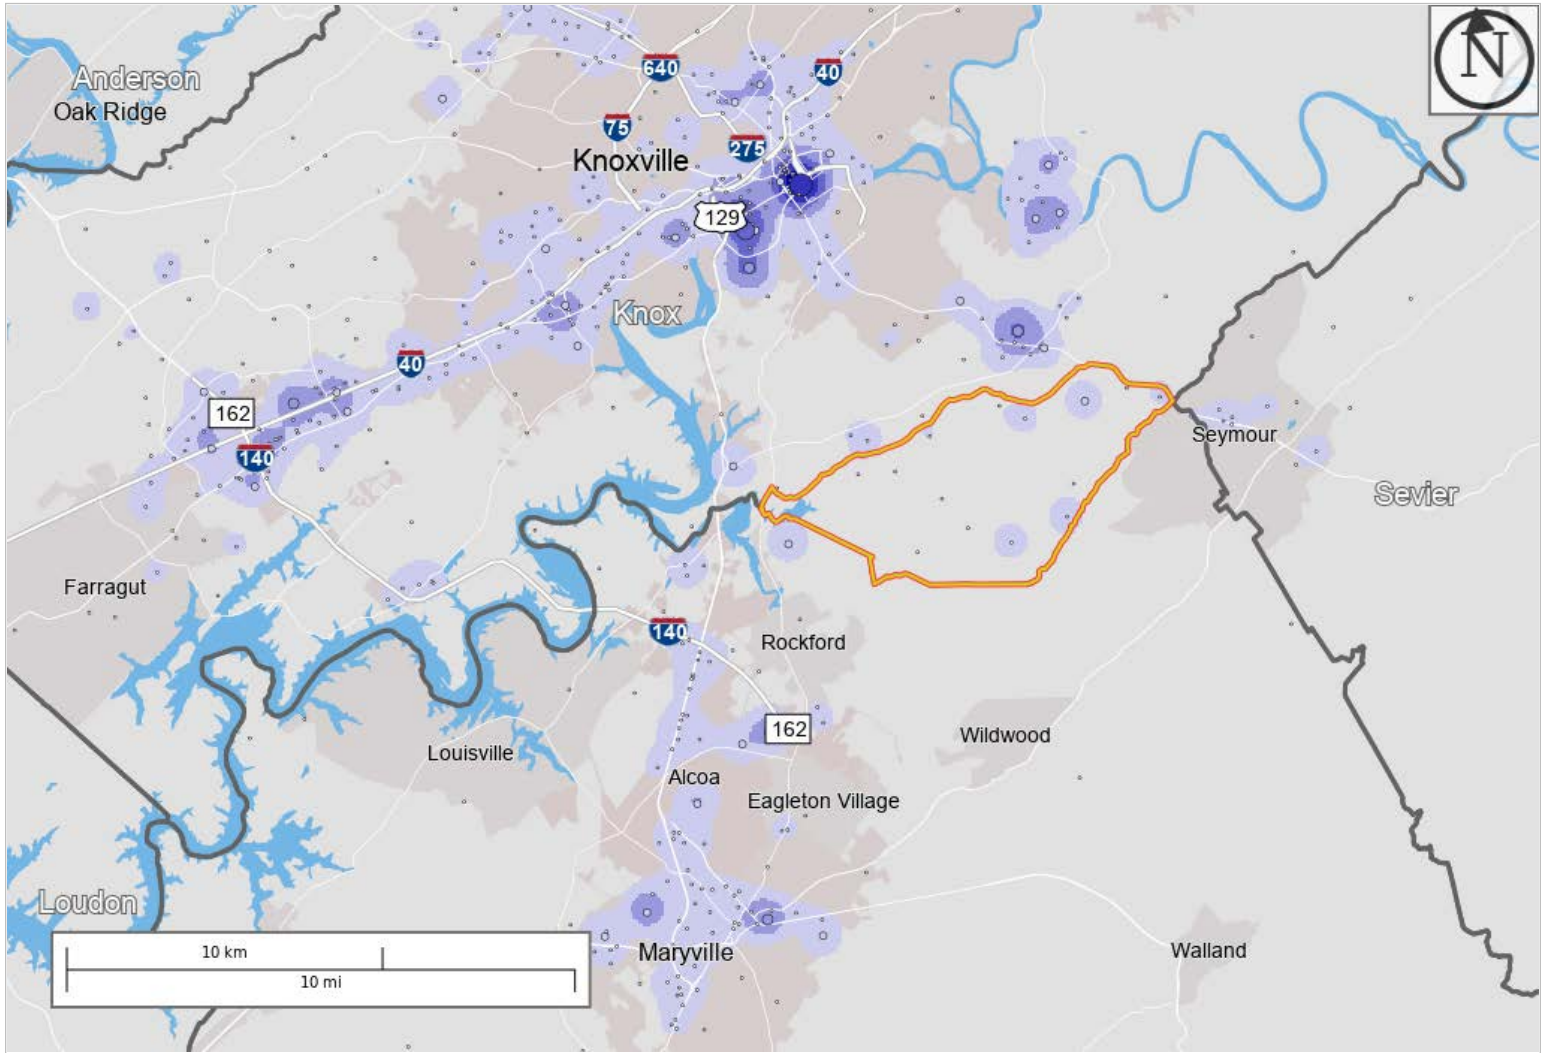 N
640
40
Anderson
Oak Ridge
75
275
Knoxville
129
Knox
40
162
140
Seymour
Sevier
Farragut
140
Rockford
162
Wildwood
Louisville
Alcoa
Eagleton Village
Loudon
Maryville
Walland
10 km
10 mi